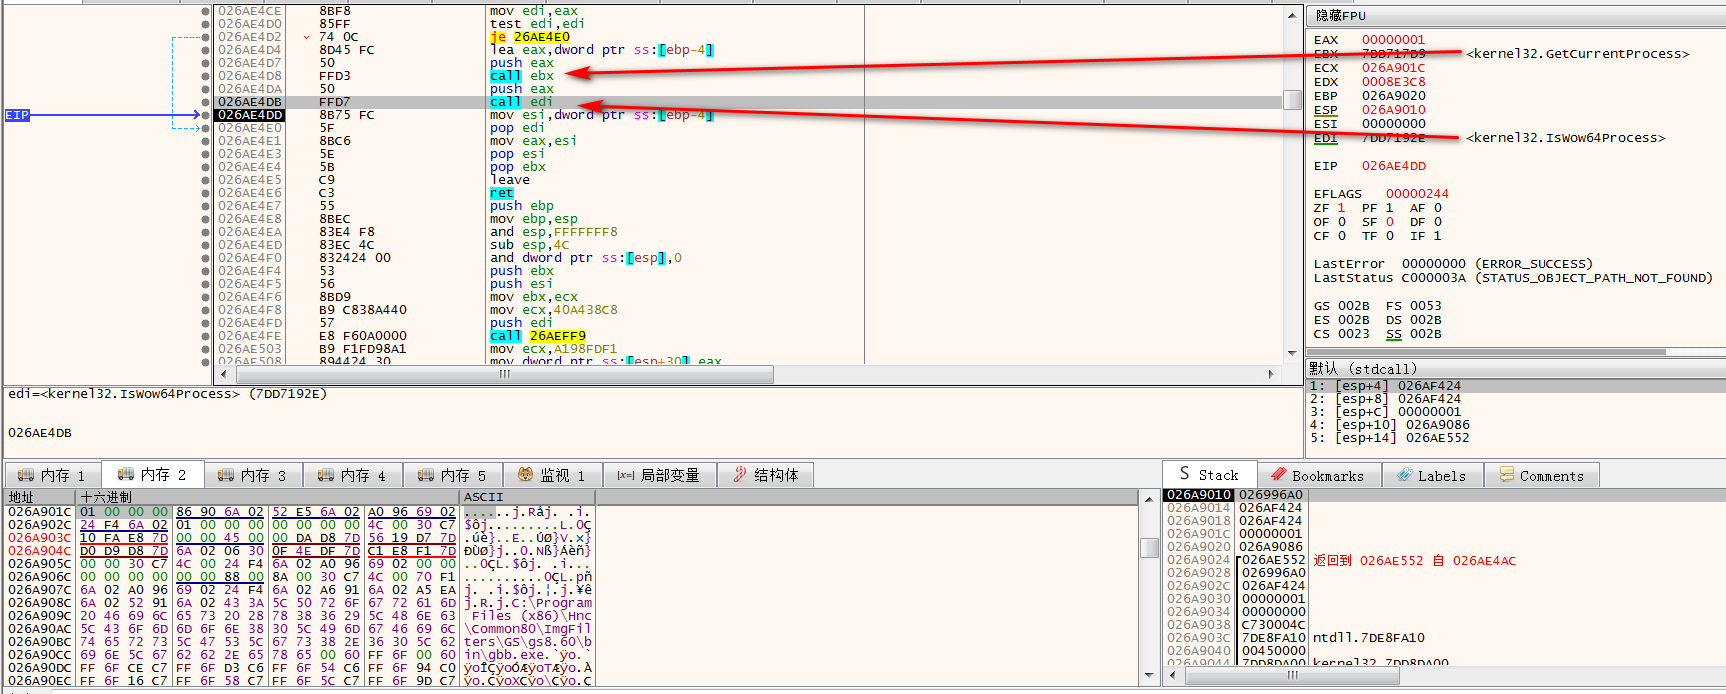 026AE4CE 8BF8 mov edi,eax
026AE4D0 85FF test edi,edi
026AE4D2 74 0C je 26AE4E0
026AE4D4 8D45 FC lea eax,dword ptr ss:[ebp-4]
026AE4D7 50 push eax
026AE4D8 FFD3 call ebx
026AE4DA 50 push eax
026AE4DB FFD7 call edi
EIP 026AE4DD 8B75 FC mov esi,dword ptr ss:[ebp-4]
026AE4E0 5F pop edi
026AE4E1 8BC6 mov eax,esi
026AE4E3 5E pop esi
026AE4E4 5B pop ebx
026AE4E5 C9 leave
026AE4E6 C3 ret
026AE4E7 55 push ebp
026AE4E8 8BEC mov ebp,esp
026AE4EA 83E4 F8 and esp,FFFFFFF8
026AE4ED 83EC 4C sub esp,4C
026AE4F0 832424 00 and dword ptr ss:[esp],0
026AE4F4 53 push ebx
026AE4F5 56 push esi
026AE4F6 8BD9 mov ebx,ecx
026AE4F8 B9 C838A440 mov ecx,40A438C8
026AE4FD 57 push edi
026AE4FE E8 F60A0000 call 26AEFF9
026AE503 B9 F1FD98A1 mov ecx,A198FDF1
026AE508 894424 30 mov dword ptr ss:[esp+30],eax
隐藏FPU
EAX 00000001
EBX 7DD717D9 <kernel32.GetCurrentProcess>
ECX 026A901C
EDX 0008E3C8
EBP 026A9020
ESP 026A9010
ESI 00000000
EDI 7DD7192E <kernel32.IsWow64Process>
EIP 026AE4DD
EFLAGS 00000244
ZF 1 PF 1 AF 0
OF 0 SF 0 DF 0
CF 0 TF 0 IF 1
LastError 00000000 (ERROR_SUCCESS)
LastStatus C000003A (STATUS_OBJECT_PATH_NOT_FOUND)
GS 002B FS 0053
ES 002B DS 002B
CS 0023 SS 002B
默认 (stdcall)
1: [esp+4] 026AF424
2: [esp+8] 026AF424
3: [esp+C] 00000001
4: [esp+10] 026A9086
5: [esp+14] 026AE552
edi=<kernel32.IsWow64Process> (7DD7192E)
026AE4DB
内存 1 内存 2 内存 3 内存 4 内存 5 监视 1 [x=] 局部变量 结构体
地址 十六进制 ASCII
026A901C 01 00 00 00 86 90 6A 02 52 E5 6A 02 A0 96 69 02 ......j.Råj. .i.
026A902C 24 F4 6A 02 01 00 00 00 00 00 00 00 4C 00 30 C7 $ôj.........L.0Ç
026A903C 10 FA E8 7D 00 00 45 00 00 DA D8 7D 56 19 D7 7D .úè}..E..ÚØ}V.×}
026A904C D0 D9 D8 7D 6A 02 06 30 0F 4E DF 7D C1 E8 F1 7D ÐÙØ}j..0.Nß}Áèñ}
026A905C 00 00 30 C7 4C 00 24 F4 6A 02 A0 96 69 02 00 00 ..0ÇL.$ôj. .i...
026A906C 00 00 00 00 00 00 88 00 8A 00 30 C7 4C 00 70 F1 ..........0ÇL.pñ
026A907C 6A 02 A0 96 69 02 24 F4 6A 02 A6 91 6A 02 A5 EA j. .i.$ôj.¦.j.¥ê
026A908C 6A 02 52 91 6A 02 43 3A 5C 50 72 6F 67 72 61 6D j.R.j.C:\Program
026A909C 20 46 69 6C 65 73 20 28 78 38 36 29 5C 48 6E 63  Files (x86)\Hnc
026A90AC 5C 43 6F 6D 6D 6F 6E 38 30 5C 49 6D 67 46 69 6C \Common80\ImgFil
026A90BC 74 65 72 73 5C 47 53 5C 67 73 38 2E 36 30 5C 62 ters\GS\gs8.60\b
026A90CC 69 6E 5C 67 62 62 2E 65 78 65 00 60 FF 6F 00 60 in\gbb.exe.`ÿo.`
026A90DC FF 6F CE C7 FF 6F D3 C6 FF 6F 54 C6 FF 6F 94 C0 ÿoÎÇÿoÓÆÿoTÆÿo.À
026A90EC FF 6F 16 C7 FF 6F 58 C7 FF 6F 5C C7 FF 6F 9D C7 ÿo.ÇÿoXÇÿo\Çÿo.Ç
Stack Bookmarks Labels Comments
026A9010 026996A0
026A9014 026AF424
026A9018 026AF424
026A901C 00000001
026A9020 026A9086
026A9024 026AE552 返回到 026AE552 自 026AE4AC
026A9028 026996A0
026A902C 026AF424
026A9030 00000001
026A9034 00000000
026A9038 C730004C
026A903C 7DE8FA10 ntdll.7DE8FA10
026A9040 00450000
026A9044 7DD8DA00 kernel32.7DD8DA00